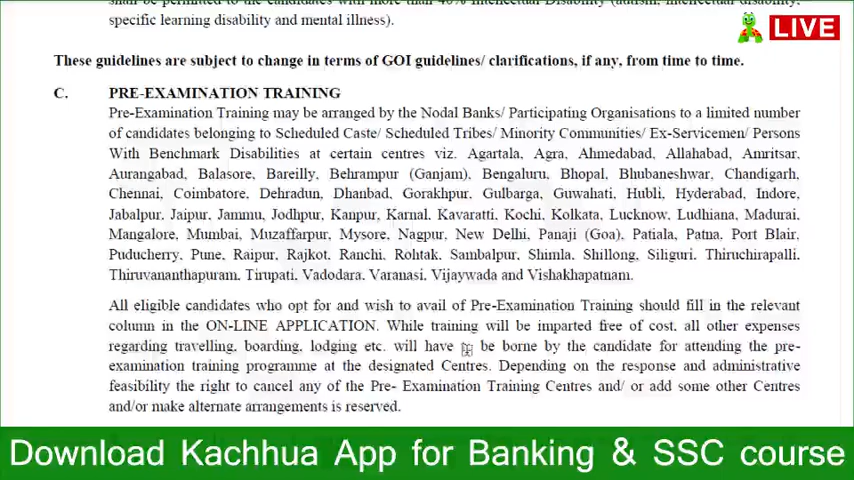 shall be permitted to the candidates with more than 40% Intellectual Disability (autism, intellectual disability,
specific learning disability and mental illness).
LIVE
These guidelines are subject to change in terms of GOI guidelines/ clarifications, if any, from time to time.
C. PRE-EXAMINATION TRAINING
Pre-Examination Training may be arranged by the Nodal Banks/ Participating Organisations to a limited number
of candidates belonging to Scheduled Caste/ Scheduled Tribes/ Minority Communities/ Ex-Servicemen/ Persons
With Benchmark Disabilities at certain centres viz. Agartala, Agra, Ahmedabad, Allahabad, Amritsar,
Aurangabad, Balasore, Bareilly, Behrampur (Ganjam), Bengaluru, Bhopal, Bhubaneshwar, Chandigarh,
Chennai, Coimbatore, Dehradun, Dhanbad, Gorakhpur, Gulbarga, Guwahati, Hubli, Hyderabad, Indore,
Jabalpur, Jaipur, Jammu, Jodhpur, Kanpur, Karnal, Kavaratti, Kochi, Kolkata, Lucknow, Ludhiana, Madurai,
Mangalore, Mumbai, Muzaffarpur, Mysore, Nagpur, New Delhi, Panaji (Goa), Patiala, Patna, Port Blair,
Puducherry, Pune, Raipur, Rajkot, Ranchi, Rohtak, Sambalpur, Shimla, Shillong, Siliguri, Thiruchirapalli,
Thiruvananthapuram, Tirupati, Vadodara, Varanasi, Vijaywada and Vishakhapatnam.
All eligible candidates who opt for and wish to avail of Pre-Examination Training should fill in the relevant
column in the ON-LINE APPLICATION. While training will be imparted free of cost, all other expenses
regarding travelling, boarding, lodging etc. will have be borne by the candidate for attending the pre-
examination training programme at the designated Centres. Depending on the response and administrative
feasibility the right to cancel any of the Pre- Examination Training Centres and/ or add some other Centres
and/or make alternate arrangements is reserved.
Download Kachhua App for Banking & SSC course